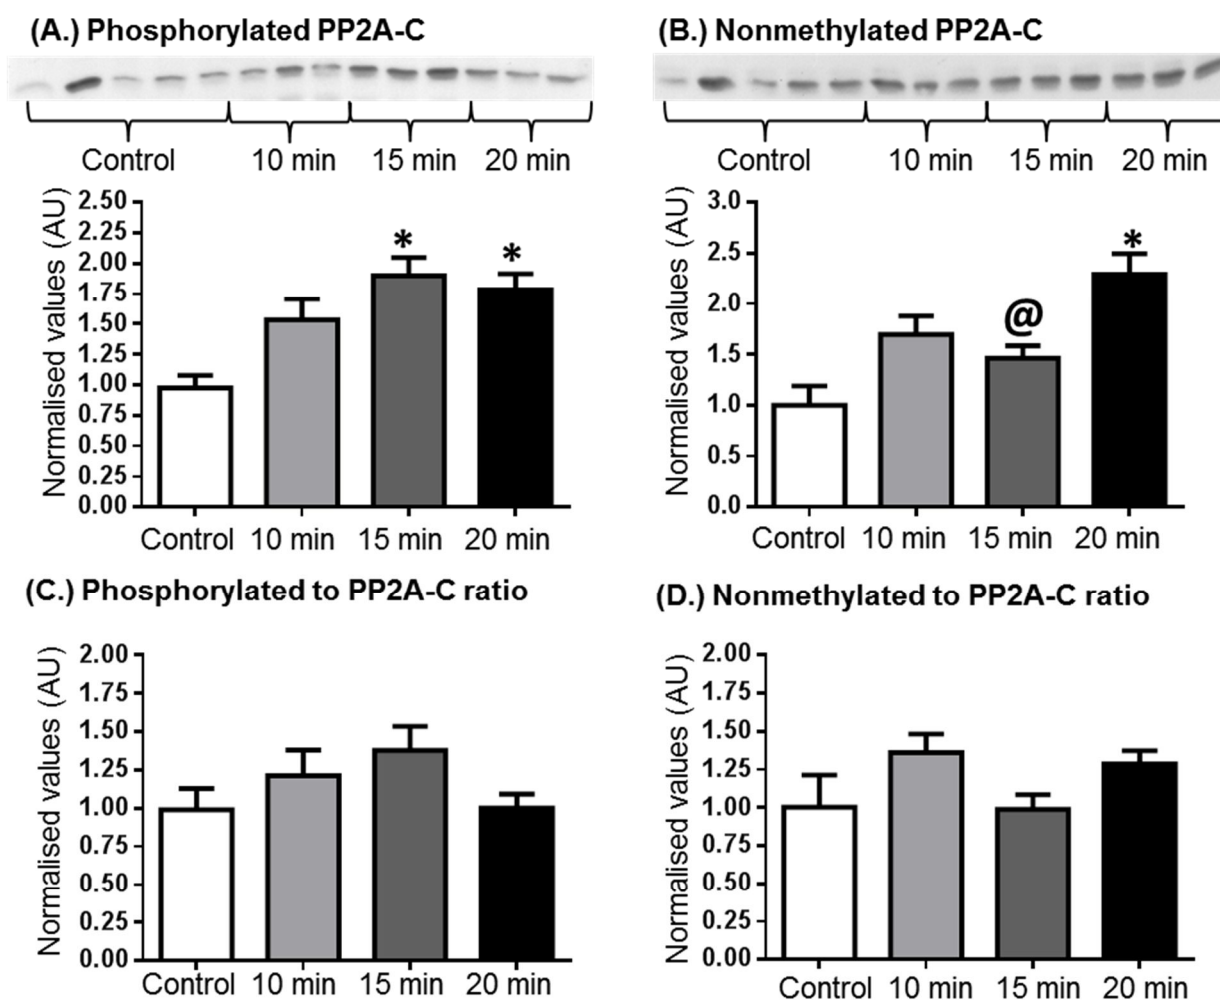 (A.) Phosphorylated PP2A-C
Control 10 min 15 min 20 min
Normalised values (AU)
2.50
2.25
2.00
1.75
1.50
1.25
1.00
0.75
0.50
0.25
0.00
* *
Control 10 min 15 min 20 min
(B.) Nonmethylated PP2A-C
Control 10 min 15 min 20 min
Normalised values (AU)
3.0
2.5
2.0
1.5
1.0
0.5
0.0
@ *
Control 10 min 15 min 20 min
(C.) Phosphorylated to PP2A-C ratio
Normalised values (AU)
2.00
1.75
1.50
1.25
1.00
0.75
0.50
0.25
0.00
Control 10 min 15 min 20 min
(D.) Nonmethylated to PP2A-C ratio
Normalised values (AU)
2.00
1.75
1.50
1.25
1.00
0.75
0.50
0.25
0.00
Control 10 min 15 min 20 min